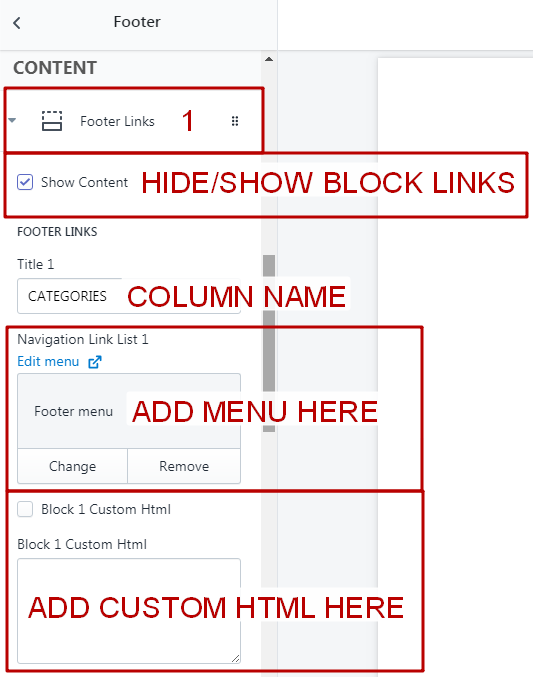 Footer
CONTENT
Footer Links 1
Show Content HIDE/SHOW BLOCK LINKS
FOOTER LINKS
Title 1
CATEGORIES COLUMN NAME
Navigation Link List 1
Edit menu
Footer menu ADD MENU HERE
Change Remove
Block 1 Custom Html
Block 1 Custom Html
ADD CUSTOM HTML HERE